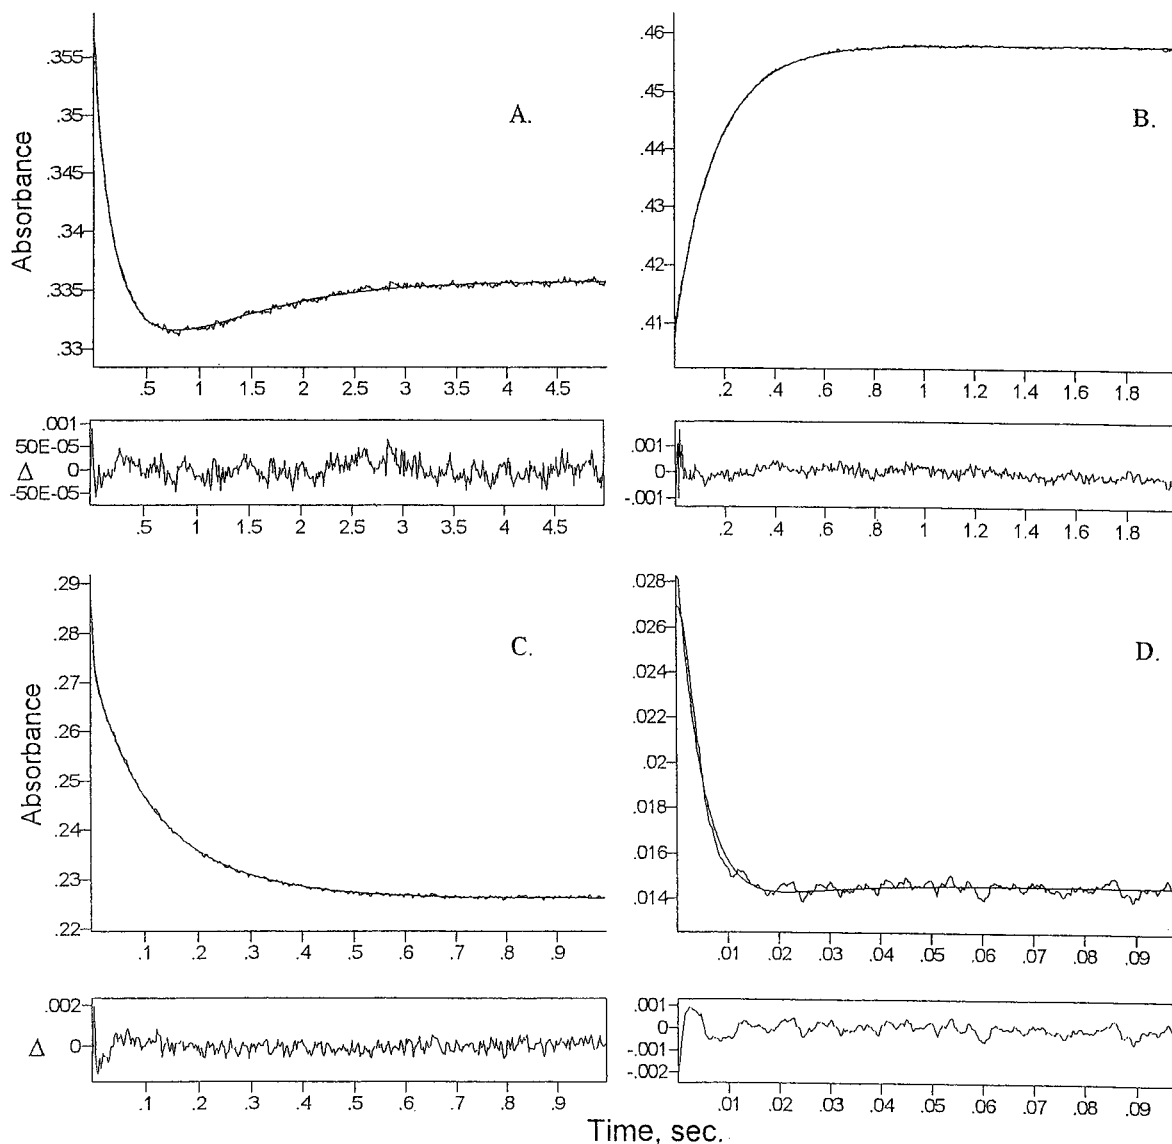 Absorbance
.355
.35
.345
.34
.335
.33
A.
.5 1 1.5 2 2.5 3 3.5 4 4.5
Δ
.001
50E-05
0
-50E-05
.5 1 1.5 2 2.5 3 3.5 4 4.5
.46
.45
.44
.43
.42
.41
B.
.2 .4 .6 .8 1 1.2 1.4 1.6 1.8
.001
0
-.001
.2 .4 .6 .8 1 1.2 1.4 1.6 1.8
Absorbance
.29
.28
.27
.26
.25
.24
.23
.22
C.
.1 .2 .3 .4 .5 .6 .7 .8 .9
Δ
.002
0
.1 .2 .3 .4 .5 .6 .7 .8 .9
.028
.026
.024
.022
.02
.018
.016
.014
D.
.01 .02 .03 .04 .05 .06 .07 .08 .09
.001
0
-.001
-.002
.01 .02 .03 .04 .05 .06 .07 .08 .09
Time, sec.